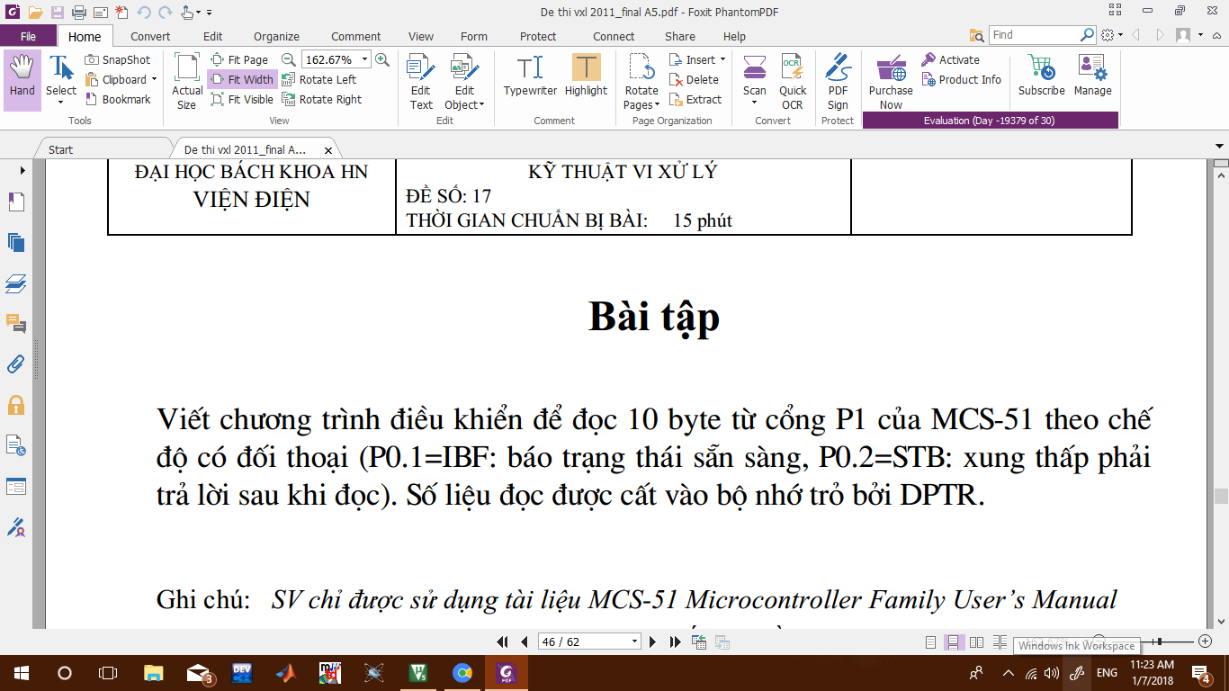 De thi vxl 2011_final A5.pdf - Foxit PhantomPDF
File Home Convert Edit Organize Comment View Form Protect Connect Share Help Find
SnapShot Fit Page 162.67% Insert Activate
Clipboard Fit Width Rotate Left Delete Product Info
Bookmark Fit Visible Rotate Right Extract
Hand Select Actual Edit Edit Typewriter Highlight Rotate Scan Quick PDF Purchase Subscribe Manage
Size Text Object Pages OCR Sign Now
Tools View Edit Comment Page Organization Convert Protect Evaluation (Day -19379 of 30)
Start De thi vxl 2011_final A... x
ĐẠI HỌC BÁCH KHOA HN KỸ THUẬT VI XỬ LÝ
VIỆN ĐIỆN ĐỀ SỐ: 17
THỜI GIAN CHUẨN BỊ BÀI: 15 phút
Bài tập
Viết chương trình điều khiển để đọc 10 byte từ cổng P1 của MCS-51 theo chế
độ có đối thoại (P0.1=IBF: báo trạng thái sẵn sàng, P0.2=STB: xung thấp phải
trả lời sau khi đọc). Số liệu đọc được cất vào bộ nhớ trỏ bởi DPTR.
Ghi chú: SV chỉ được sử dụng tài liệu MCS-51 Microcontroller Family User’s Manual
46 / 62
Windows Ink Workspace
ENG 11:23 AM
1/7/2018